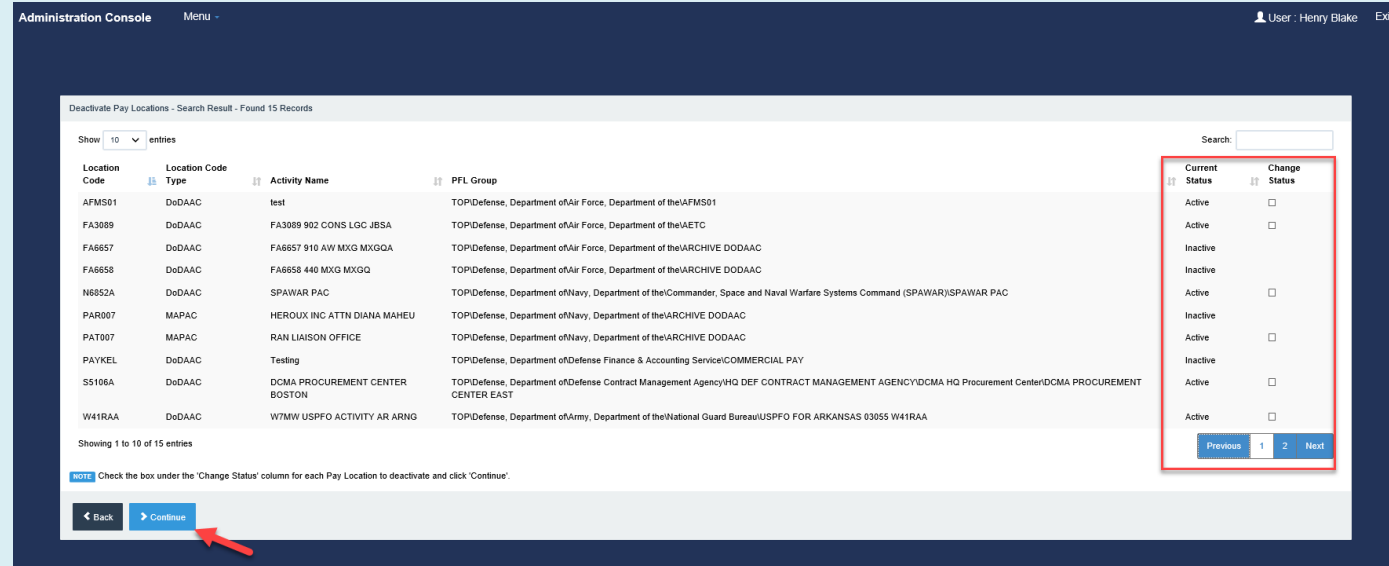 Administration Console Menu User : Henry Blake Exi
Deactivate Pay Locations - Search Result - Found 15 Records
Show 10 entries Search:
Location Code Location Code Type Activity Name PFL Group Current Status Change Status
AFMS01 DoDAAC test TOP\Defense, Department of\Air Force, Department of the\AFMS01 Active
FA3089 DoDAAC FA3089 902 CONS LGC JBSA TOP\Defense, Department of\Air Force, Department of the\AETC Active
FA6657 DoDAAC FA6657 910 AW MXG MXGQA TOP\Defense, Department of\Air Force, Department of the\ARCHIVE DODAAC Inactive
FA6658 DoDAAC FA6658 440 MXG MXGQ TOP\Defense, Department of\Air Force, Department of the\ARCHIVE DODAAC Inactive
N6852A DoDAAC SPAWAR PAC TOP\Defense, Department of\Navy, Department of the\Commander, Space and Naval Warfare Systems Command (SPAWAR)\SPAWAR PAC Active
PAR007 MAPAC HEROUX INC ATTN DIANA MAHEU TOP\Defense, Department of\Navy, Department of the\ARCHIVE DODAAC Inactive
PAT007 MAPAC RAN LIAISON OFFICE TOP\Defense, Department of\Navy, Department of the\ARCHIVE DODAAC Active
PAYKEL DoDAAC Testing TOP\Defense, Department of\Defense Finance & Accounting Service\COMMERCIAL PAY Inactive
S5106A DoDAAC DCMA PROCUREMENT CENTER TOP\Defense, Department of\Defense Contract Management Agency\HQ DEF CONTRACT MANAGEMENT AGENCY\DCMA HQ Procurement Center\DCMA PROCUREMENT Active
BOSTON CENTER EAST
W41RAA DoDAAC W7MW USPFO ACTIVITY AR ARNG TOP\Defense, Department of\Army, Department of the\National Guard Bureau\USPFO FOR ARKANSAS 03055 W41RAA Active
Showing 1 to 10 of 15 entries Previous 1 2 Next
NOTE Check the box under the 'Change Status' column for each Pay Location to deactivate and click 'Continue'.
Back Continue